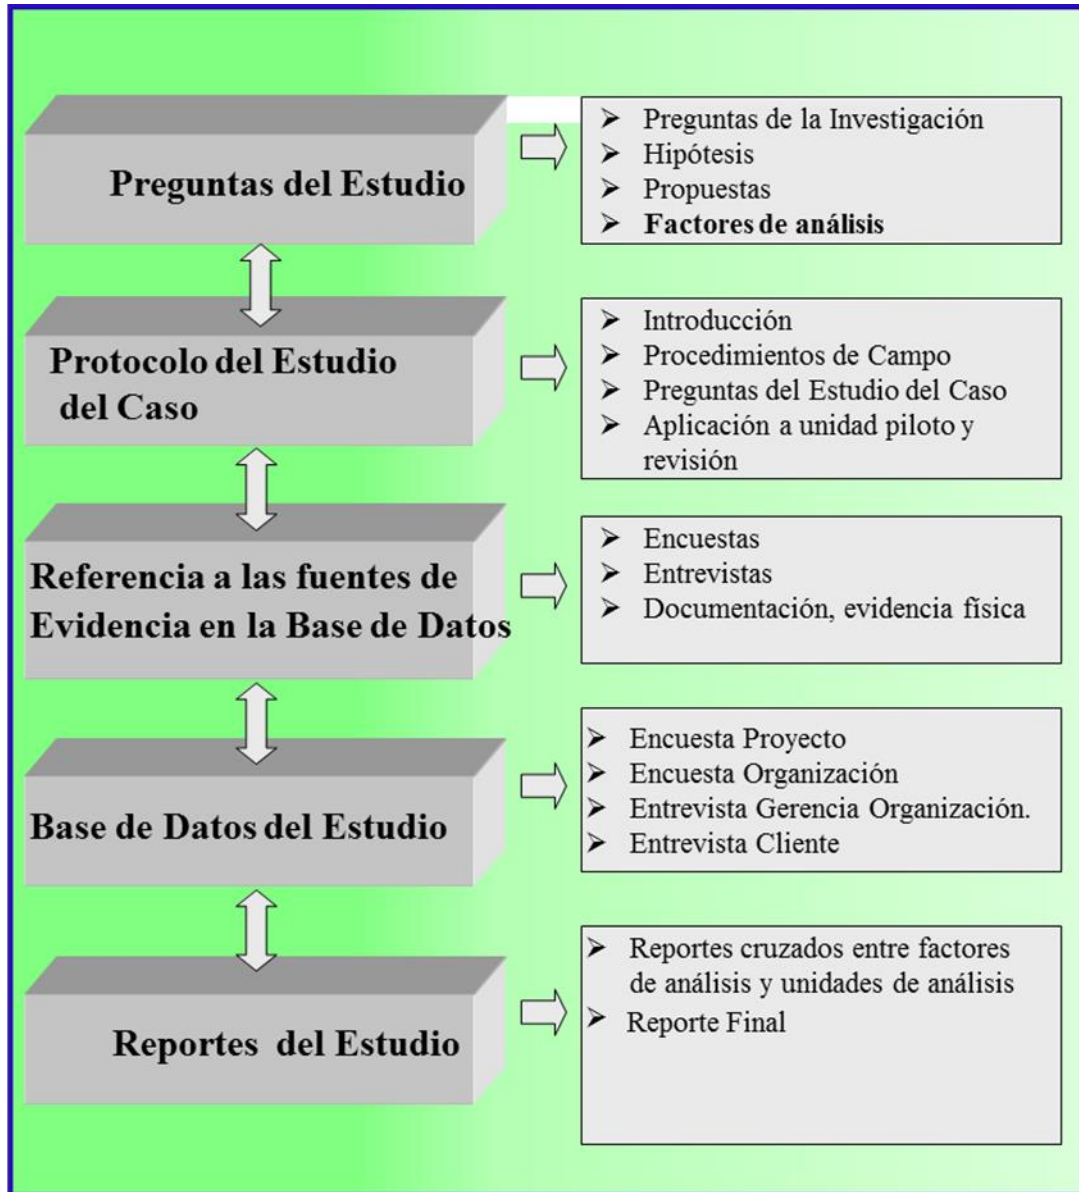 Preguntas del Estudio
➢ Preguntas de la Investigación
➢ Hipótesis
➢ Propuestas
➢ Factores de análisis
Protocolo del Estudio
del Caso
➢ Introducción
➢ Procedimientos de Campo
➢ Preguntas del Estudio del Caso
➢ Aplicación a unidad piloto y
revisión
Referencia a las fuentes de
Evidencia en la Base de Datos
➢ Encuestas
➢ Entrevistas
➢ Documentación, evidencia física
Base de Datos del Estudio
➢ Encuesta Proyecto
➢ Encuesta Organización
➢ Entrevista Gerencia Organización.
➢ Entrevista Cliente
Reportes del Estudio
➢ Reportes cruzados entre factores
de análisis y unidades de análisis
➢ Reporte Final